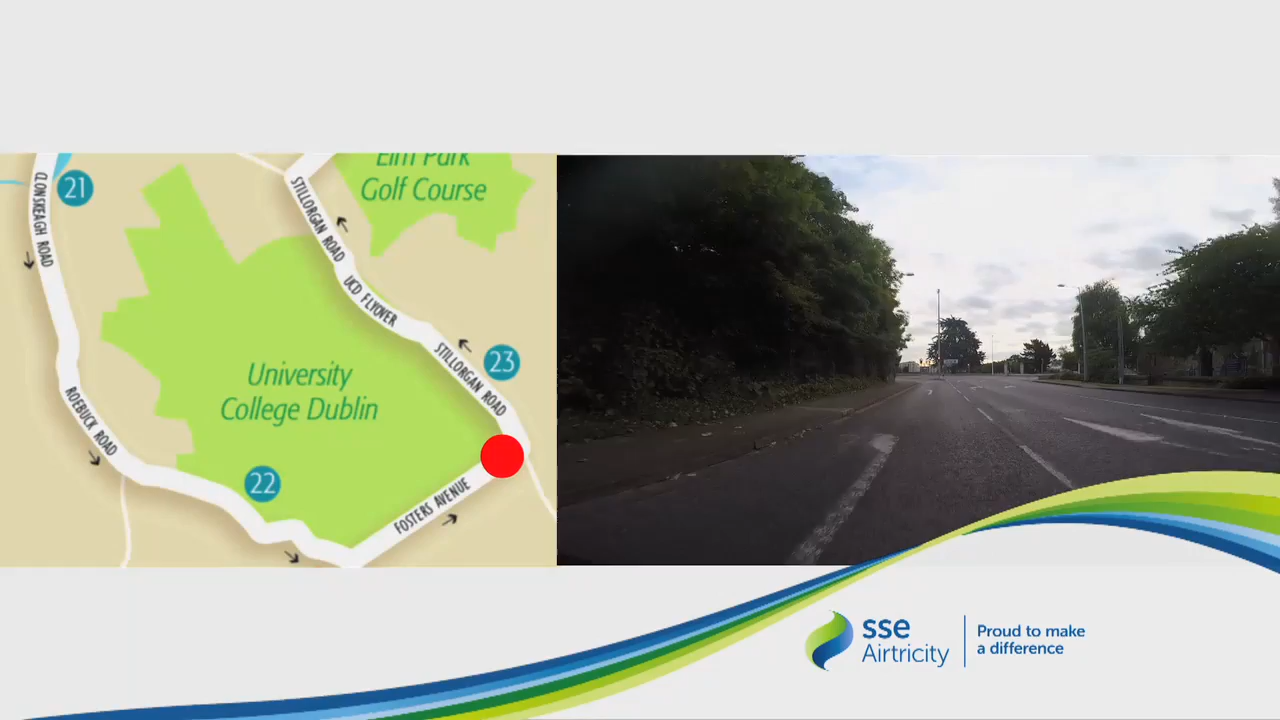 Elm Park
Golf Course
21
CLONSKEAGH ROAD
STILLORGAN ROAD
UCD FLYOVER
STILLORGAN ROAD
23
University
College Dublin
ROEBUCK ROAD
22
FOSTERS AVENUE
sse
Airtricity
Proud to make
a difference